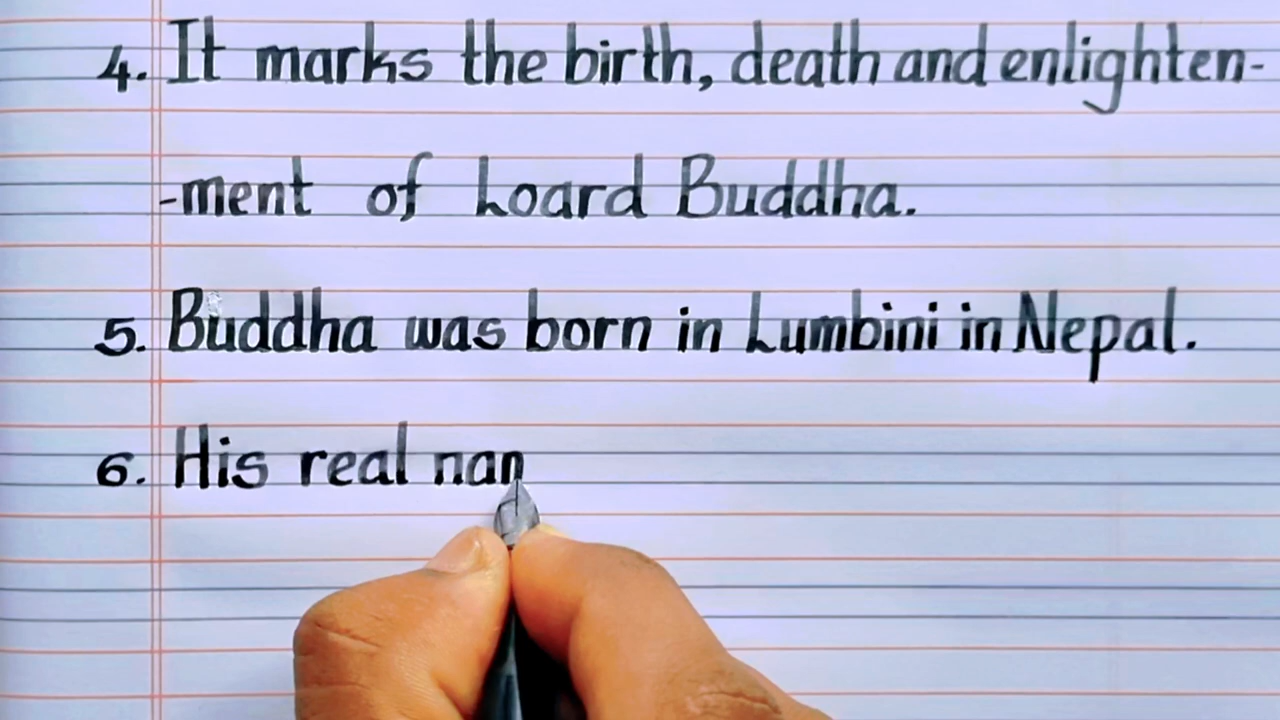 4. It marks the birth, death and enlighten-
-ment of Loard Buddha.
5. Buddha was born in Lumbini in Nepal.
6. His real nan